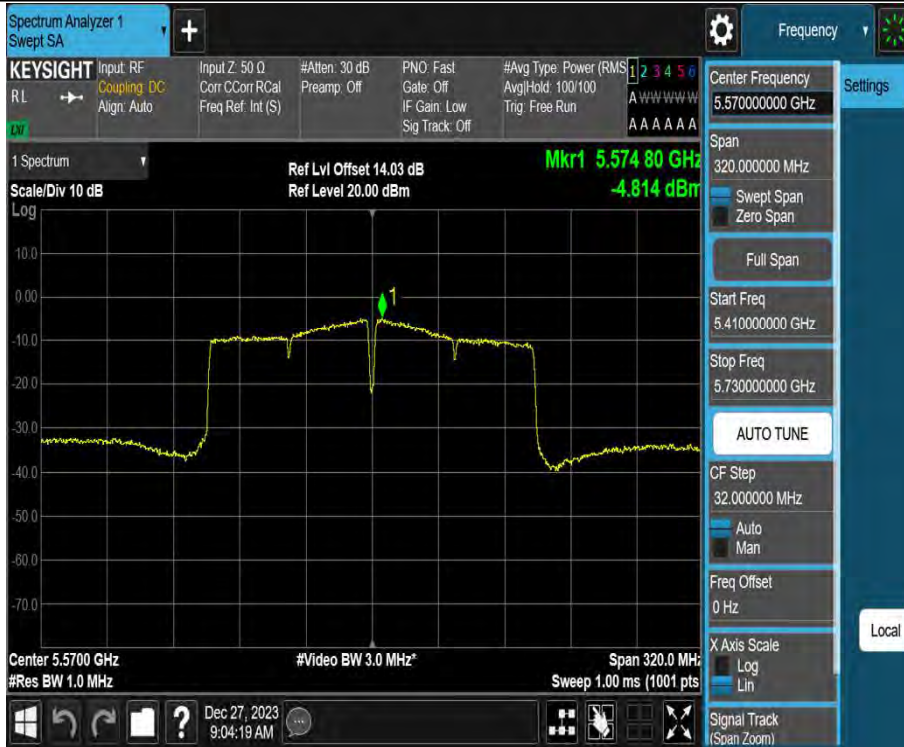 Spectrum Analyzer 1
Swept SA
+
Frequency
KEYSIGHT
RL
LXI
Input: RF
Coupling: DC
Align: Auto
Input Z: 50 Ω
Corr CCorr RCal
Freq Ref: Int (S)
#Atten: 30 dB
Preamp: Off
PNO: Fast
Gate: Off
IF Gain: Low
Sig Track: Off
#Avg Type: Power (RMS
Avg|Hold: 100/100
Trig: Free Run
1 2 3 4 5 6
A W W W W W
A A A A A A
1 Spectrum
Scale/Div 10 dB
Log
Ref Lvl Offset 14.03 dB
Ref Level 20.00 dBm
Mkr1 5.574 80 GHz
-4.814 dBm
10.0
0.00
-10.0
-20.0
-30.0
-40.0
-50.0
-60.0
-70.0
1
Center 5.5700 GHz
#Res BW 1.0 MHz
#Video BW 3.0 MHz*
Span 320.0 MHz
Sweep 1.00 ms (1001 pts
Dec 27, 2023
9:04:19 AM
?
Center Frequency
5.570000000 GHz
Settings
Span
320.000000 MHz
Swept Span
Zero Span
Full Span
Start Freq
5.410000000 GHz
Stop Freq
5.730000000 GHz
AUTO TUNE
CF Step
32.000000 MHz
Auto
Man
Freq Offset
0 Hz
X Axis Scale
Log
Lin
Local
Signal Track
(Span Zoom)